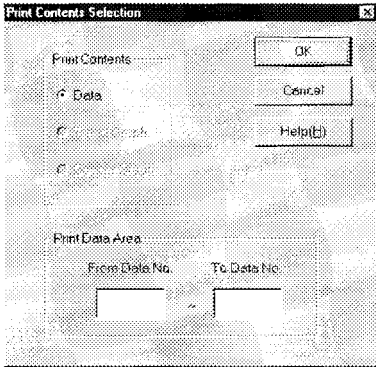 Print Contents Selection
Print Contents
OK
Data
Cancel
Help(H)
Print Data Area
From Data No.
To Data No.
~